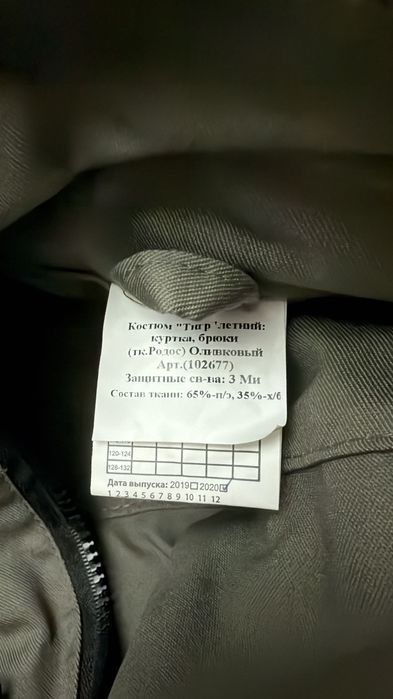 Костюм "Тигр" летний:
куртка, брюки
(тк.Родос) Оливковый
Арт.(102677)
Защитные св-ва: 3 Ми
Состав ткани: 65%-п/э, 35%-х/б
120-124
128-132
Дата выпуска: 2019☐ 2020☑
1 2 3 4 5 6 7 8 9 10 11 12